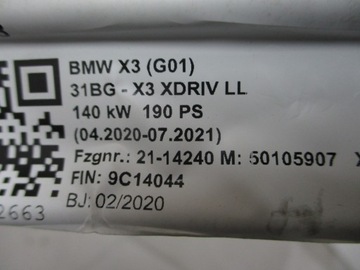 BMW X3 (G01)
31BG - X3 XDRIV LL
140 kW 190 PS
(04.2020-07.2021)
Fzgnr.: 21-14240 M: 50105907 X
FIN: 9C14044
BJ: 02/2020
2663